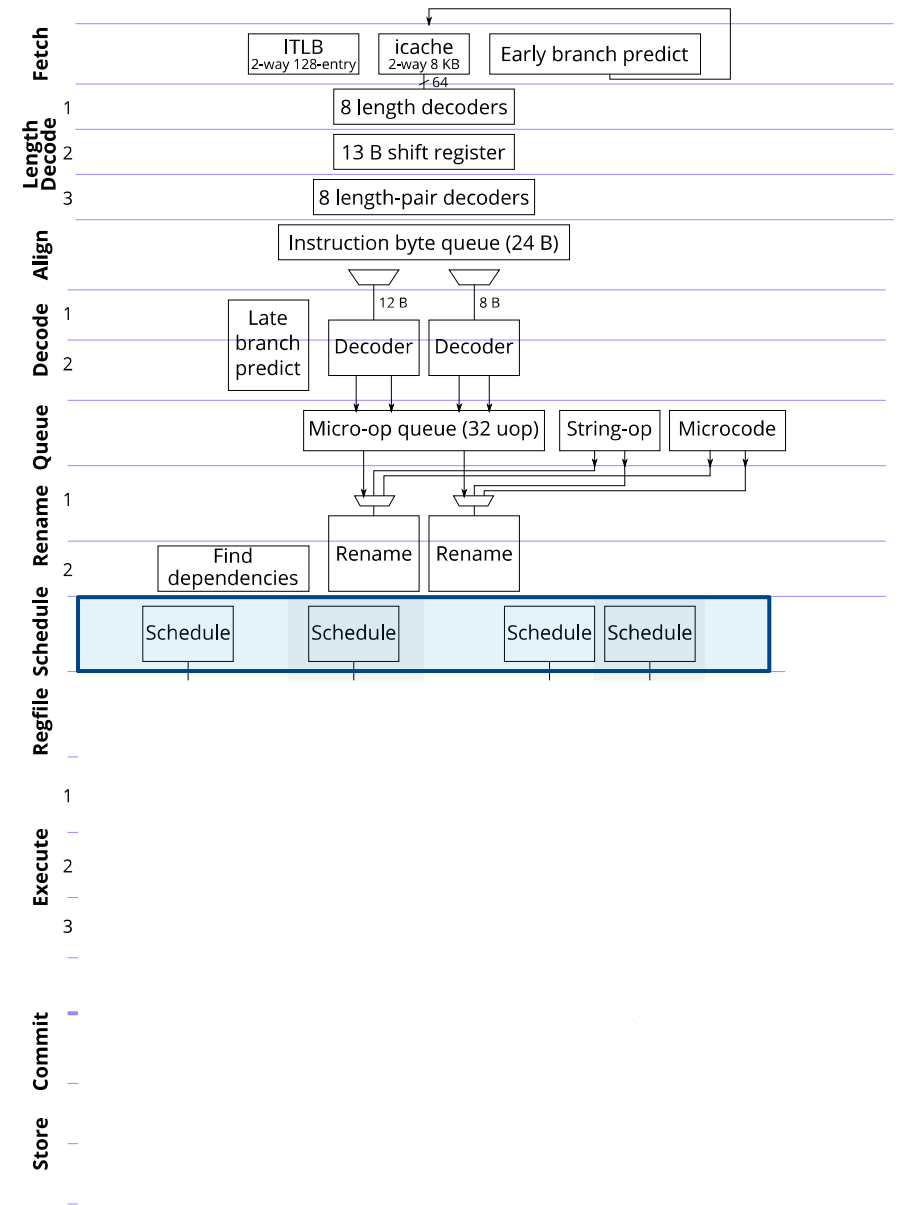 Fetch
ITLB
2-way 128-entry
icache
2-way 8 KB
Early branch predict
64
Length
Decode
1
8 length decoders
2
13 B shift register
3
8 length-pair decoders
Align
Instruction byte queue (24 B)
12 B
8 B
Decode
1
2
Late
branch
predict
Decoder
Decoder
Queue
Micro-op queue (32 uop)
String-op
Microcode
Rename
1
2
Find
dependencies
Rename
Rename
Schedule
Schedule
Schedule
Schedule
Schedule
Regfile
Execute
1
2
3
Commit
Store